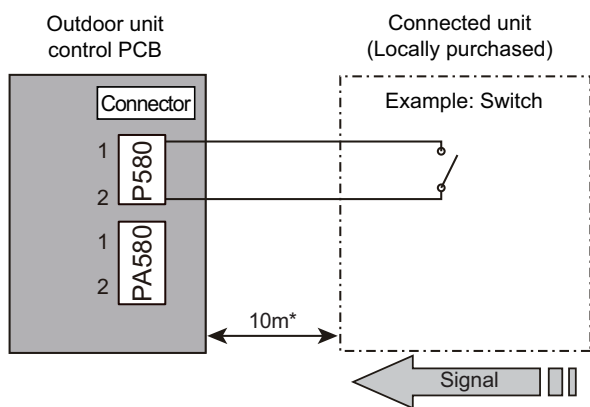 Outdoor unit
control PCB
Connected unit
(Locally purchased)
Connector
Example: Switch
1
P580
2
1
PA580
2
10m*
Signal